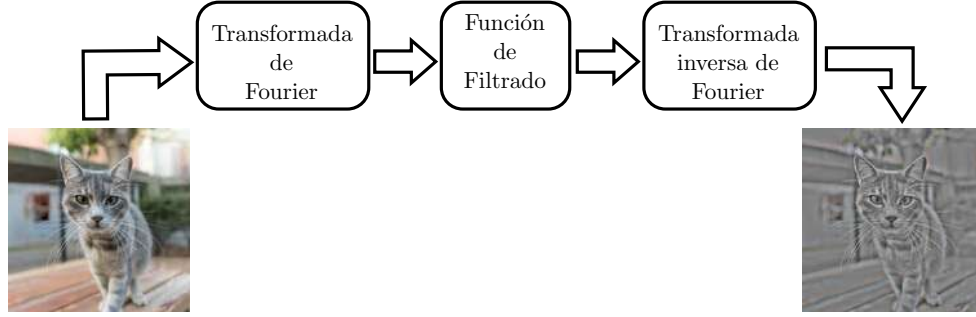 Transformada
de
Fourier
Función
de
Filtrado
Transformada
inversa de
Fourier